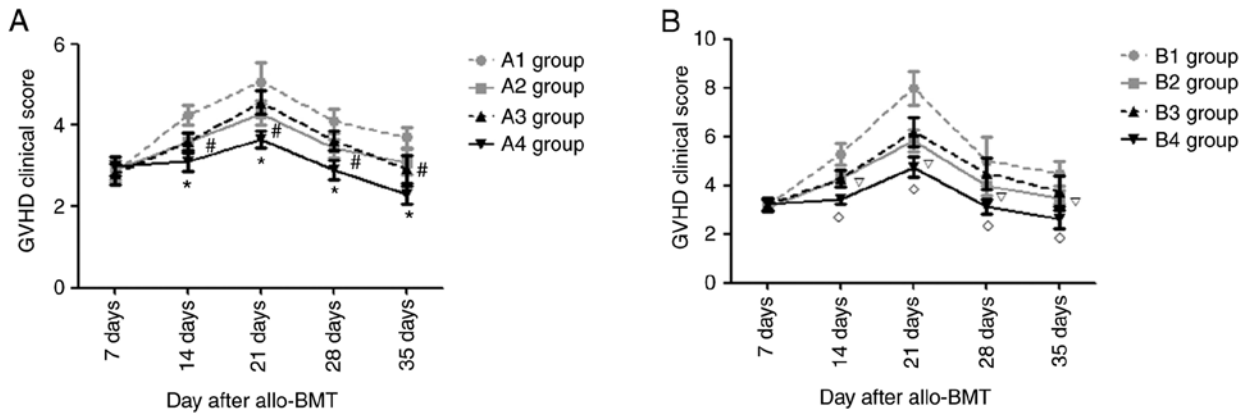 A
GVHD clinical score
6
4
2
0
#
#
#
#
*
*
*
*
7 days
14 days
21 days
28 days
35 days
Day after allo-BMT
A1 group
A2 group
A3 group
A4 group
B
GVHD clinical score
10
8
6
4
2
0
▽
▽
▽
▽
◇
◇
◇
◇
7 days
14 days
21 days
28 days
35 days
Day after allo-BMT
B1 group
B2 group
B3 group
B4 group